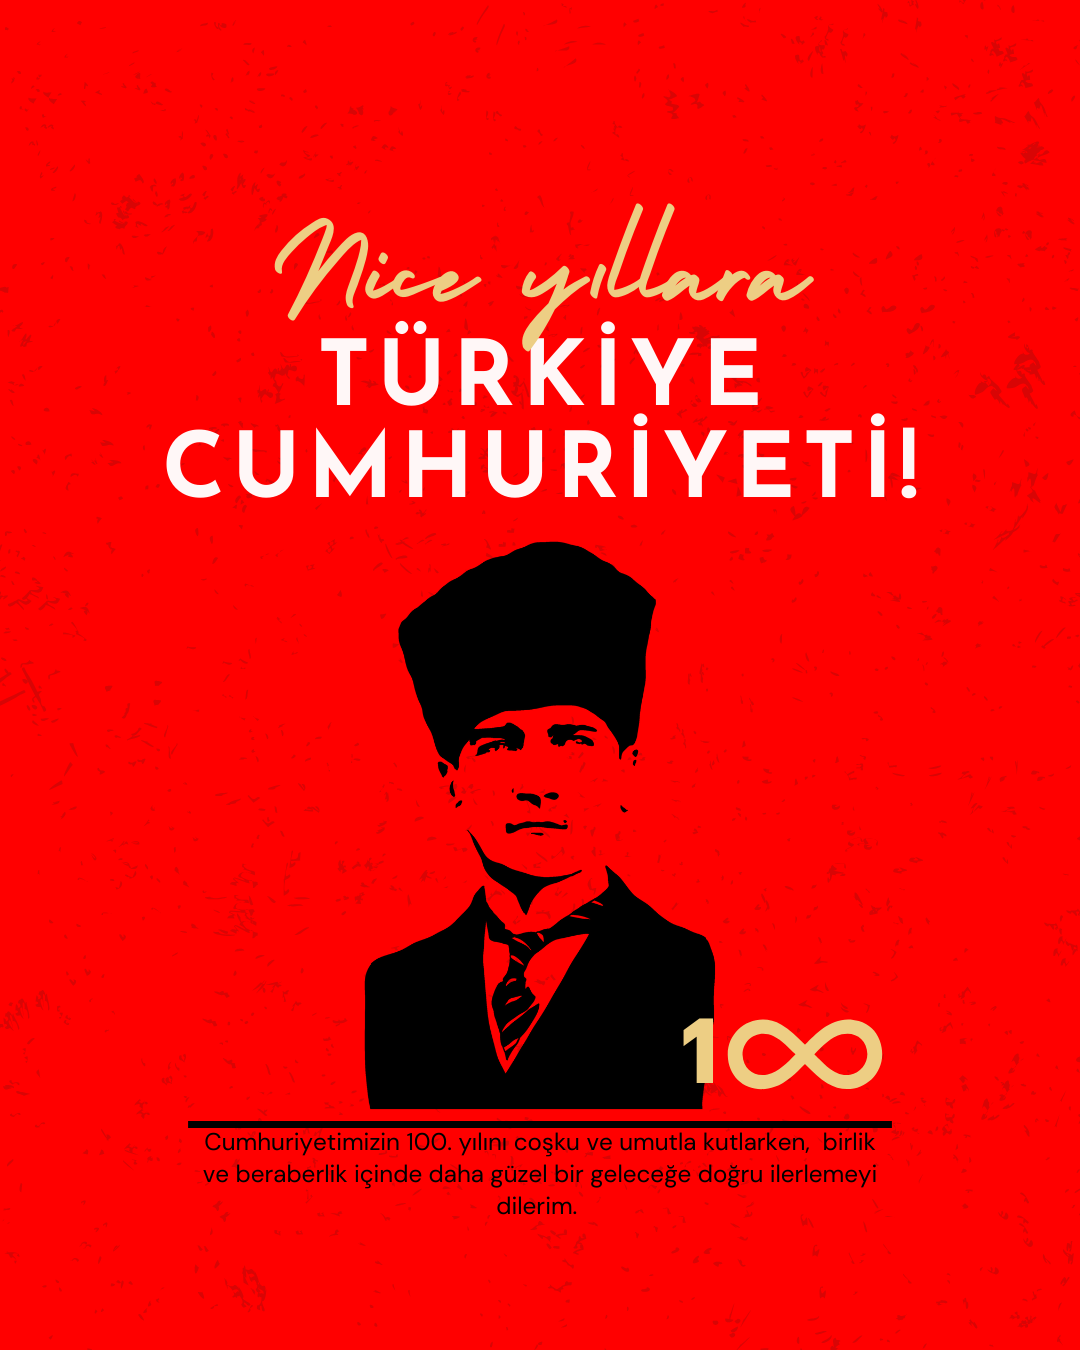 Nice yıllara
TÜRKİYE
CUMHURİYETİ!
100
Cumhuriyetimizin 100. yılını coşku ve umutla kutlarken,  birlik
ve beraberlik içinde daha güzel bir geleceğe doğru ilerlemeyi
dilerim.